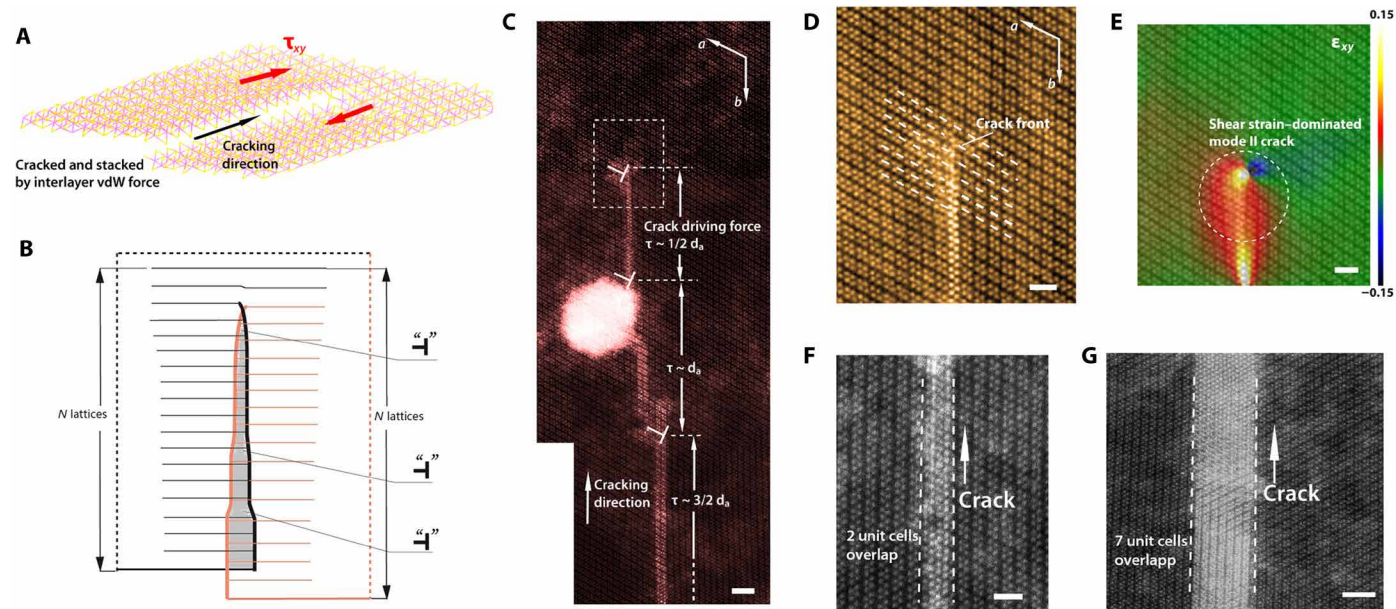 A
τxy
Cracking
direction
Cracked and stacked
by interlayer vdW force
B
N lattices
N lattices
“⊥”
“⊥”
“⊥”
C
a
b
Crack driving force
τ ~ 1/2 da
τ ~ da
Cracking
direction
τ ~ 3/2 da
D
a
b
Crack front
E
εxy
0.15
Shear strain–dominated
mode II crack
−0.15
F
Crack
2 unit cells
overlap
G
Crack
7 unit cells
overlapp